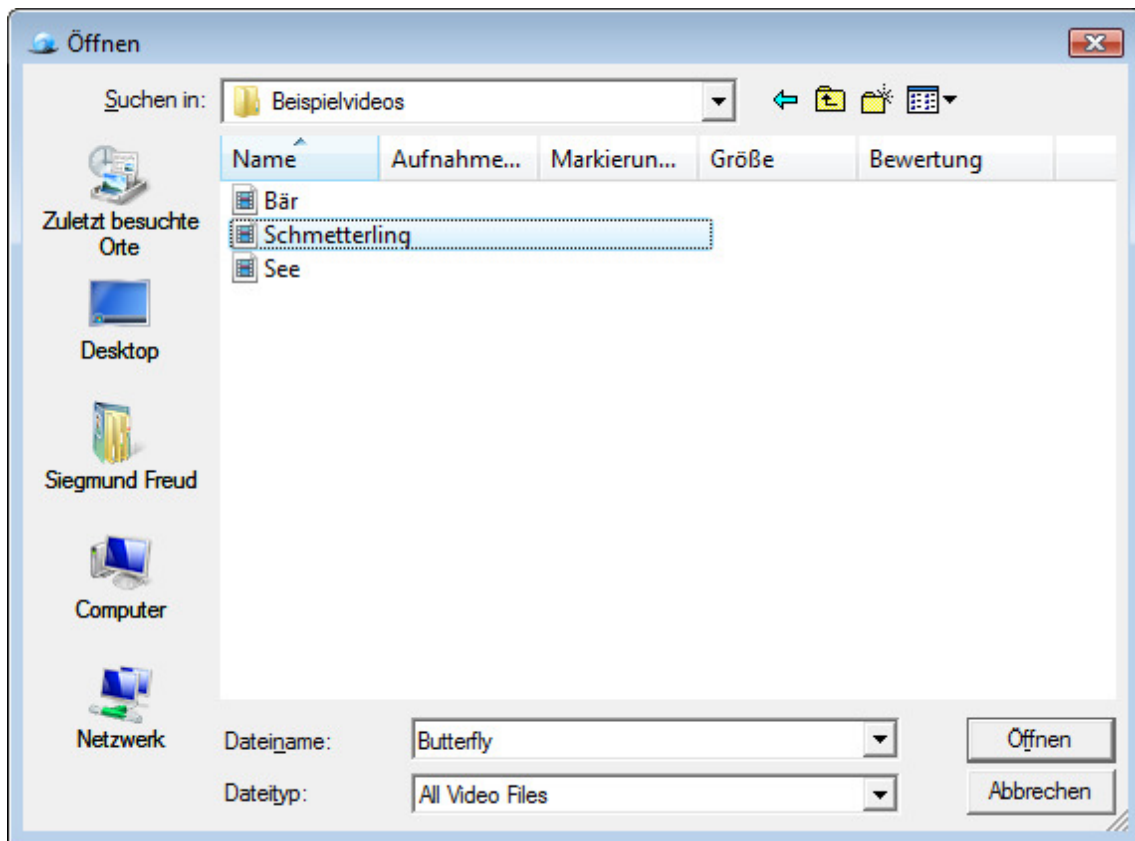 Öffnen
Suchen in:
Beispielvideos
Name
Aufnahme...
Markierun...
Größe
Bewertung
Bär
Schmetterling
See
Zuletzt besuchte
Orte
Desktop
Siegmund Freud
Computer
Netzwerk
Dateiname:
Butterfly
Öffnen
Dateityp:
All Video Files
Abbrechen